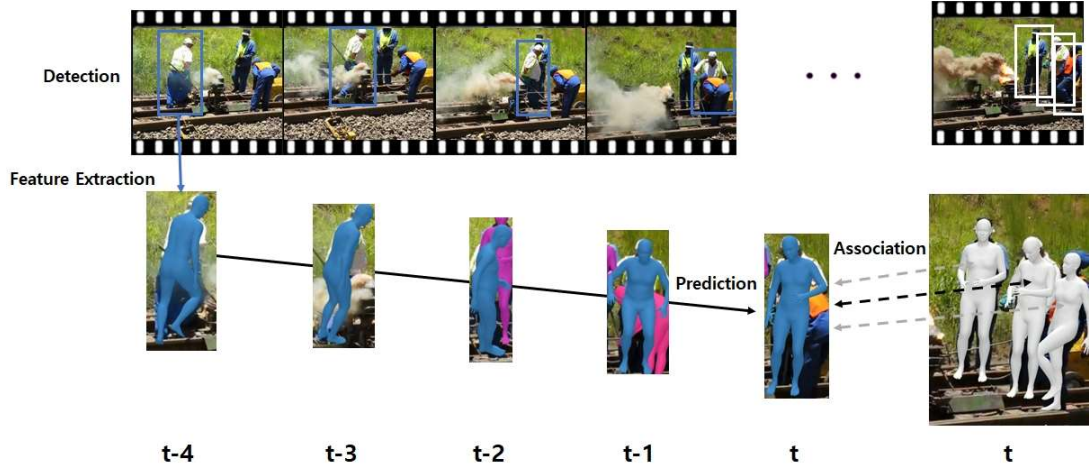 Detection
Feature Extraction
Prediction
Association
t-4
t-3
t-2
t-1
t
t